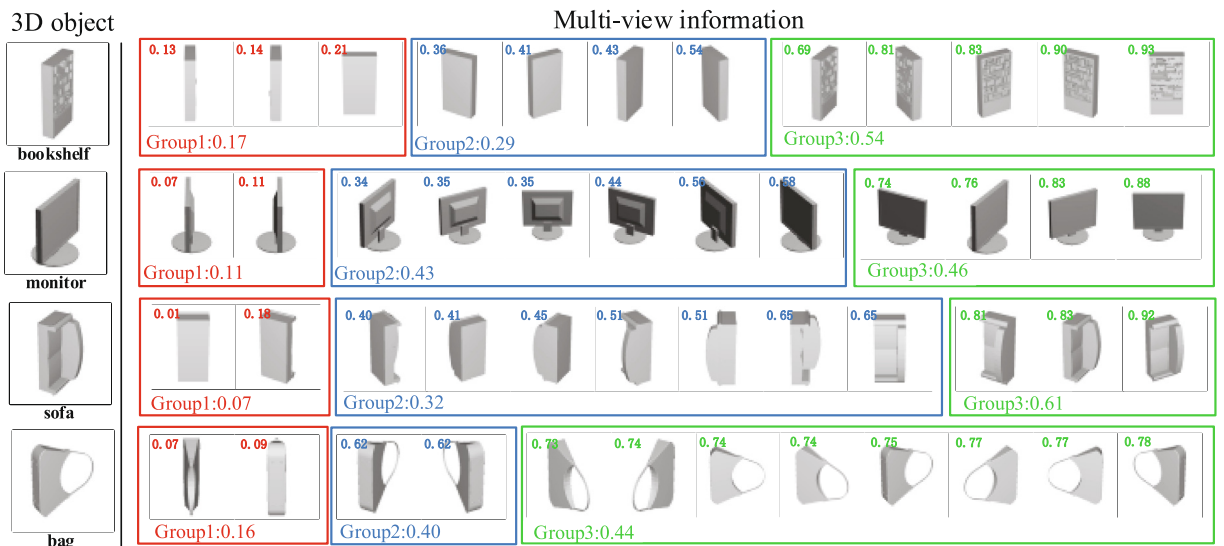 3D object
Multi-view information
0.13 0.14 0.21 0.36 0.41 0.43 0.54 0.69 0.81 0.83 0.90 0.93
Group1:0.17 Group2:0.29 Group3:0.54
bookshelf
0.07 0.11 0.34 0.35 0.35 0.44 0.56 0.58 0.74 0.76 0.83 0.88
Group1:0.11 Group2:0.43 Group3:0.46
monitor
0.01 0.18 0.40 0.41 0.45 0.51 0.51 0.65 0.65 0.81 0.83 0.92
Group1:0.07 Group2:0.32 Group3:0.61
sofa
0.07 0.09 0.62 0.62 0.73 0.74 0.74 0.74 0.75 0.77 0.77 0.78
Group1:0.16 Group2:0.40 Group3:0.44
bag